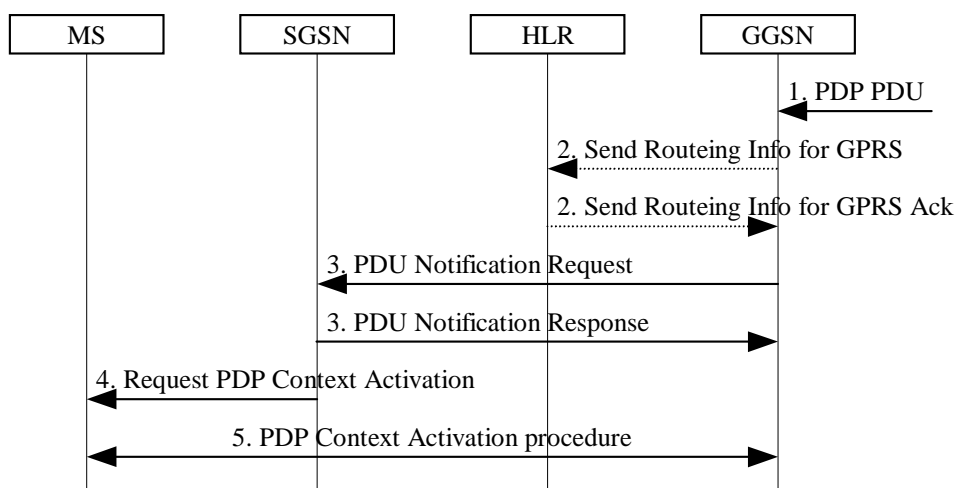 MS
SGSN
HLR
GGSN
1. PDP PDU
2. Send Routeing Info for GPRS
2. Send Routeing Info for GPRS Ack
3. PDU Notification Request
3. PDU Notification Response
4. Request PDP Context Activation
5. PDP Context Activation procedure